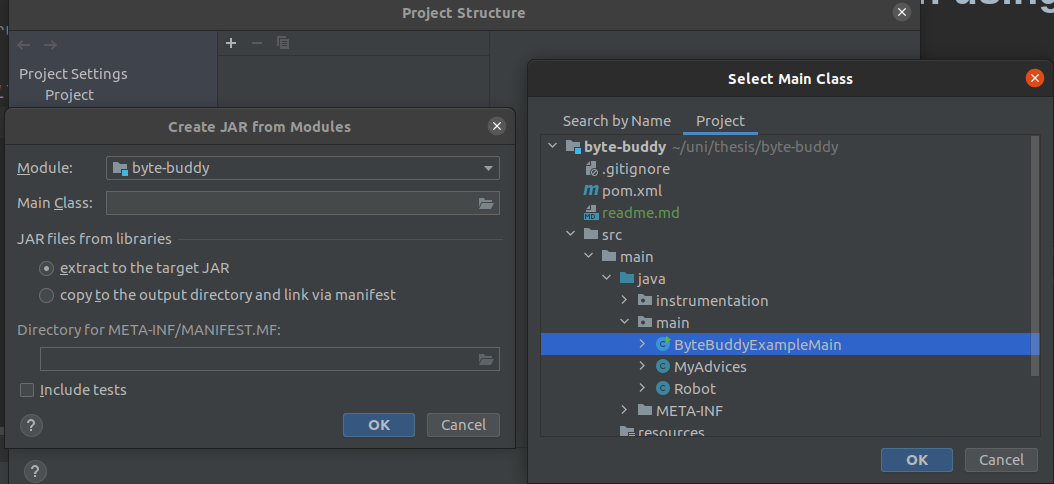 Project Structure
using
Project Settings
Project
Create JAR from Modules
Module: byte-buddy
Main Class:
JAR files from libraries
extract to the target JAR
copy to the output directory and link via manifest
Directory for META-INF/MANIFEST.MF:
Include tests
? OK Cancel
?
Select Main Class
Search by Name Project
byte-buddy ~/uni/thesis/byte-buddy
.gitignore
pom.xml
readme.md
src
main
java
instrumentation
main
ByteBuddyExampleMain
MyAdvices
Robot
META-INF
resources
OK Cancel